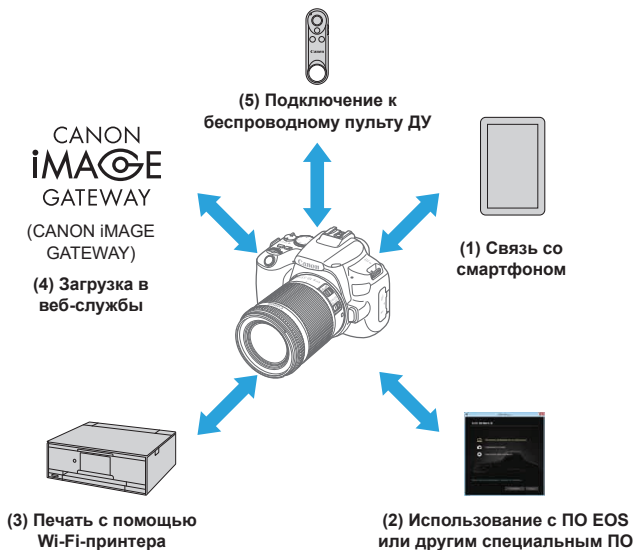 Canon
(5) Подключение к
беспроводному пульту ДУ
CANON
iMAGE
GATEWAY
(CANON iMAGE
GATEWAY)
(4) Загрузка в
веб-службы
Canon
(1) Связь со
смартфоном
(3) Печать с помощью
Wi-Fi-принтера
(2) Использование с ПО EOS
или другим специальным ПО